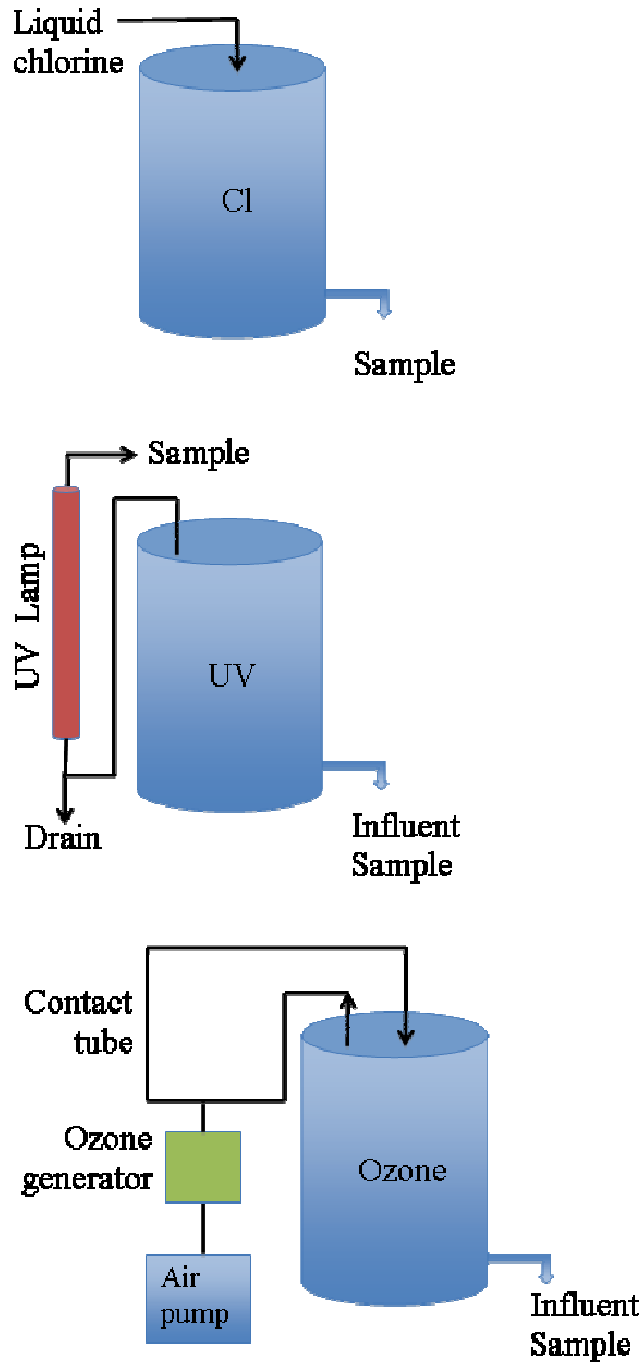 Liquid
chlorine
Cl
Sample
Sample
UV Lamp
UV
Drain
Influent
Sample
Contact
tube
Ozone
generator
Ozone
Air
pump
Influent
Sample